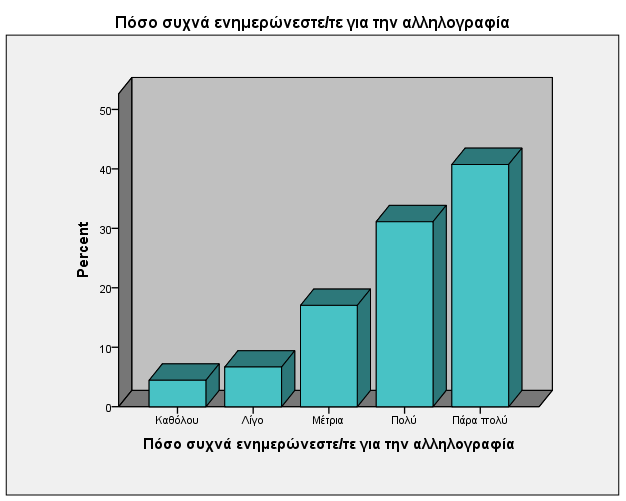 Πόσο συχνά ενημερώνεστε/τε για την αλληλογραφία
50
40
30
20
10
0
Percent
Καθόλου Λίγο Μέτρια Πολύ Πάρα πολύ
Πόσο συχνά ενημερώνεστε/τε για την αλληλογραφία